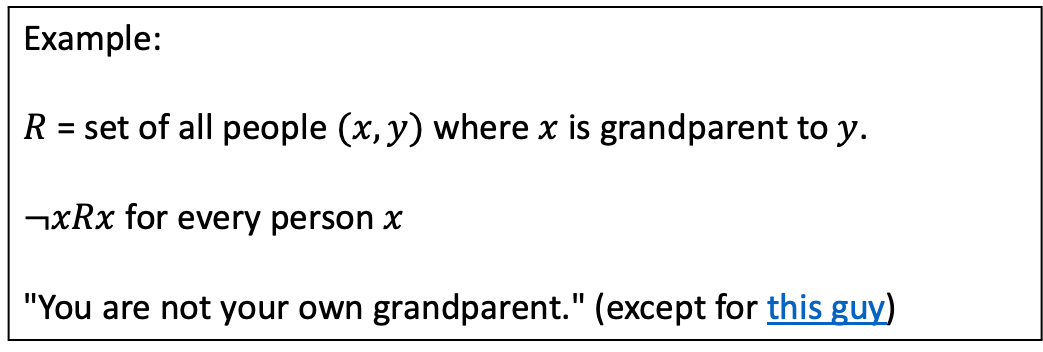 Example:
R = set of all people (x, y) where x is grandparent to y.
¬xRx for every person x
"You are not your own grandparent." (except for this guy)